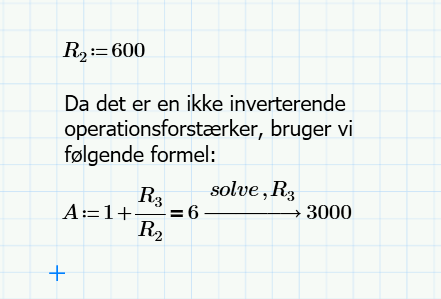 R₂:=600
Da det er en ikke inverterende
operationsforstærker, bruger vi
følgende formel:
A:=1+R₃/R₂=6 solve,R₃→3000